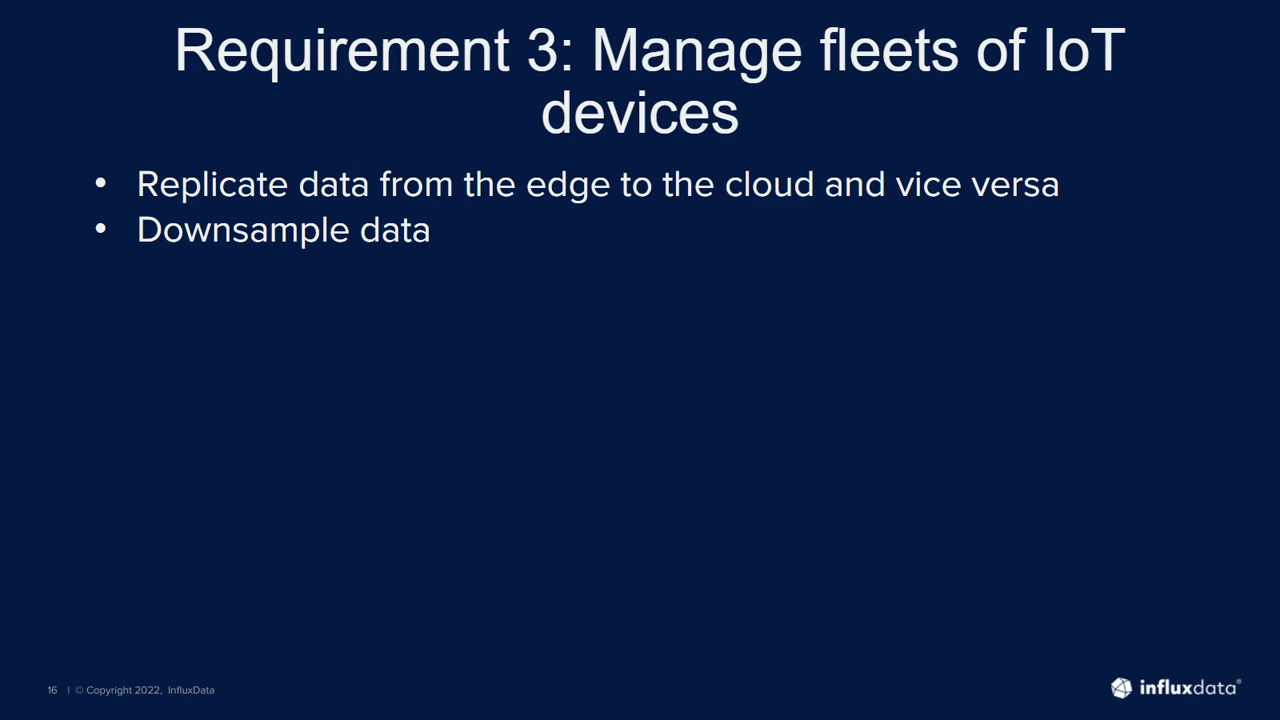 Requirement 3: Manage fleets of IoT
devices
• Replicate data from the edge to the cloud and vice versa
• Downsample data
16 | © Copyright 2022, InfluxData
influxdata®